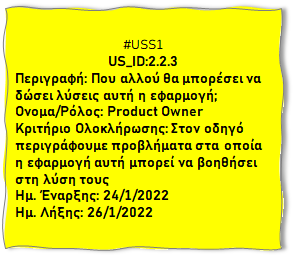 #USS1
US_ID:2.2.3
Περιγραφή: Που αλλού θα μπορέσει να
δώσει λύσεις αυτή η εφαρμογή;
Ονομα/Ρόλος: Product Owner
Κριτήριο Ολοκλήρωσης: Στον οδηγό
περιγράφουμε προβλήματα στα οποία
η εφαρμογή αυτή μπορεί να βοηθήσει
στη λύση τους
Ημ. Έναρξης: 24/1/2022
Ημ. Λήξης: 26/1/2022